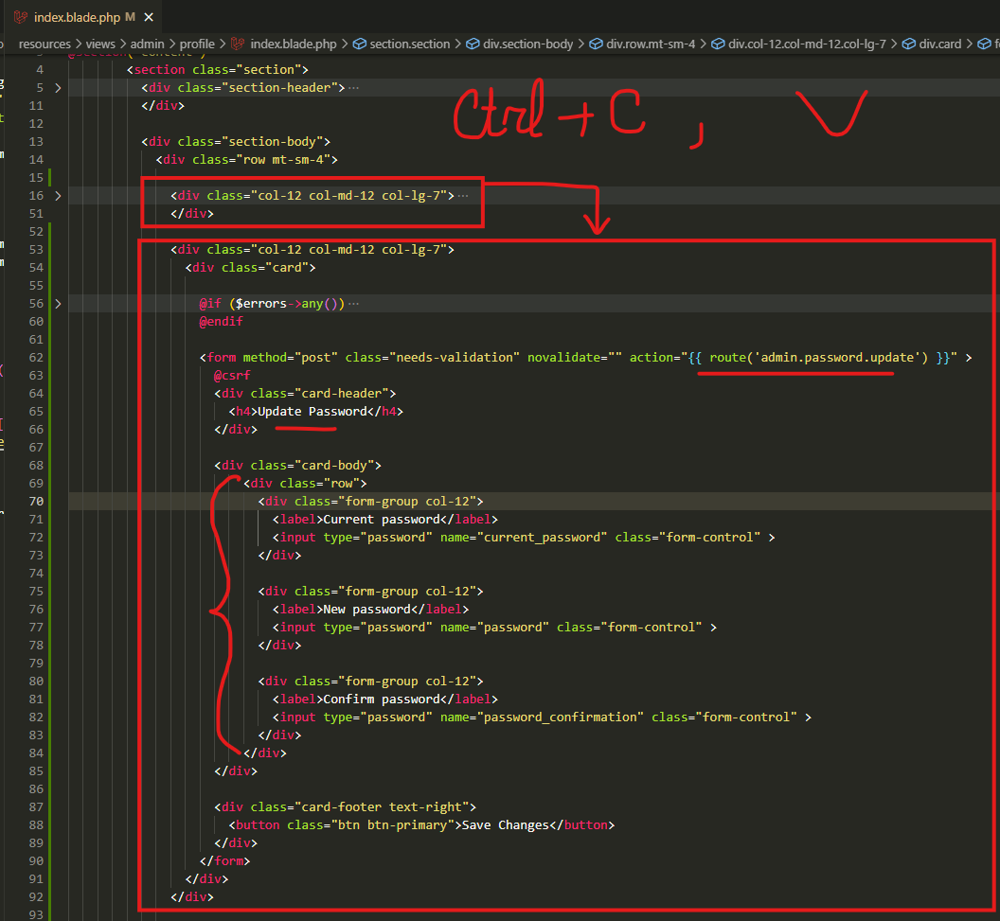 index.blade.php M ×
resources > views > admin > profile > index.blade.php > section.section > div.section-body > div.row.mt-sm-4 > div.col-12.col-md-12.col-lg-7 > div.card >
4 <section class="section">
5 > <div class="section-header">···
11 </div>
12
13 <div class="section-body">
14 <div class="row mt-sm-4">
15
16 > <div class="col-12 col-md-12 col-lg-7">···
51 </div>
52
53 <div class="col-12 col-md-12 col-lg-7">
54 <div class="card">
55
56 > @if ($errors->any())···
60 @endif
61
62 <form method="post" class="needs-validation" novalidate="" action="{{ route('admin.password.update') }}" >
63 @csrf
64 <div class="card-header">
65 <h4>Update Password</h4>
66 </div>
67
68 <div class="card-body">
69 <div class="row">
70 <div class="form-group col-12">
71 <label>Current password</label>
72 <input type="password" name="current_password" class="form-control" >
73 </div>
74
75 <div class="form-group col-12">
76 <label>New password</label>
77 <input type="password" name="password" class="form-control" >
78 </div>
79
80 <div class="form-group col-12">
81 <label>Confirm password</label>
82 <input type="password" name="password_confirmation" class="form-control" >
83 </div>
84 </div>
85 </div>
86
87 <div class="card-footer text-right">
88 <button class="btn btn-primary">Save Changes</button>
89 </div>
90 </form>
91 </div>
92 </div>
93
Ctrl + C , V